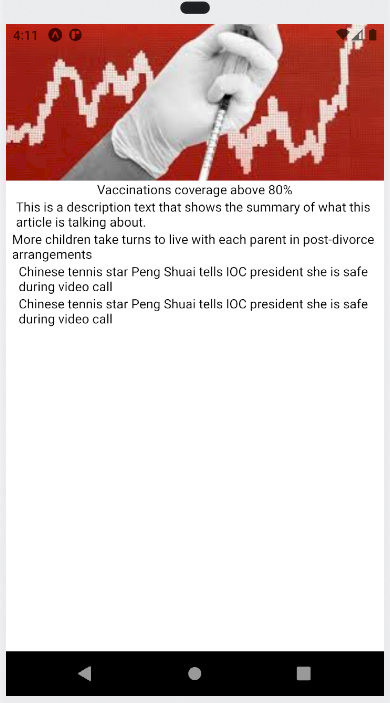 4:11
Vaccinations coverage above 80%
This is a description text that shows the summary of what this
article is talking about.
More children take turns to live with each parent in post-divorce
arrangements
Chinese tennis star Peng Shuai tells IOC president she is safe
during video call
Chinese tennis star Peng Shuai tells IOC president she is safe
during video call